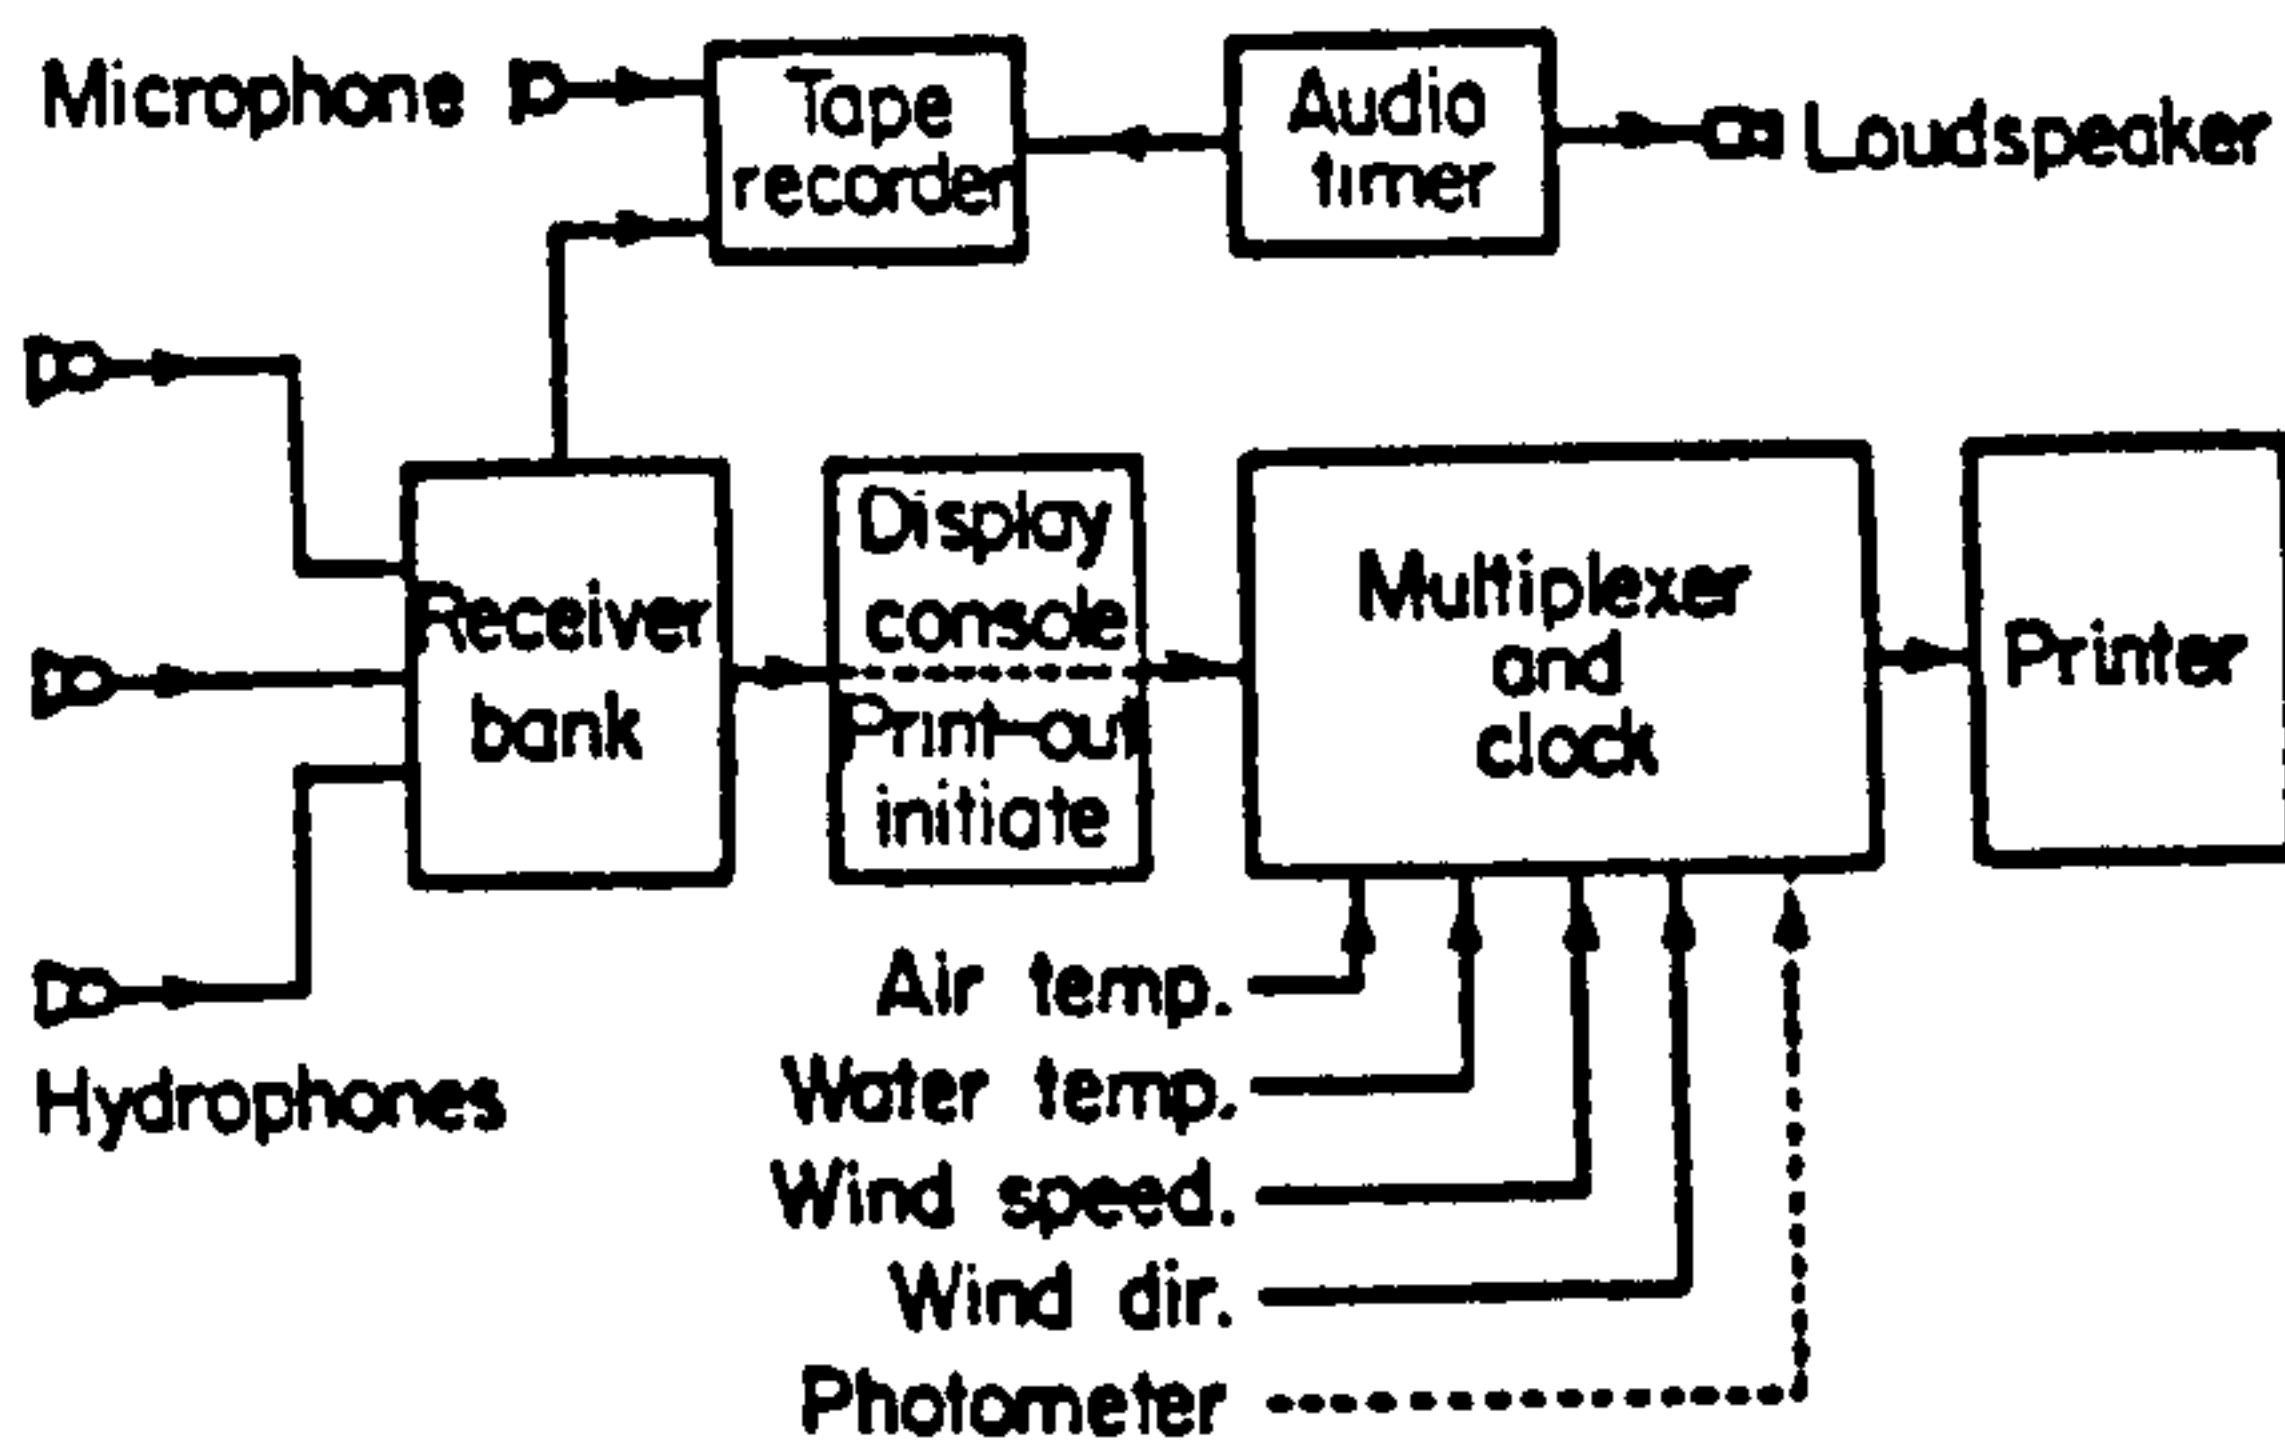 Microphone
Tape
recorder
Audio
timer
Loudspeaker
Receiver
bank
Display
console
Print-out
initiate
Multiplexer
and
clock
Printer
Hydrophones
Air temp.
Water temp.
Wind speed.
Wind dir.
Photometer